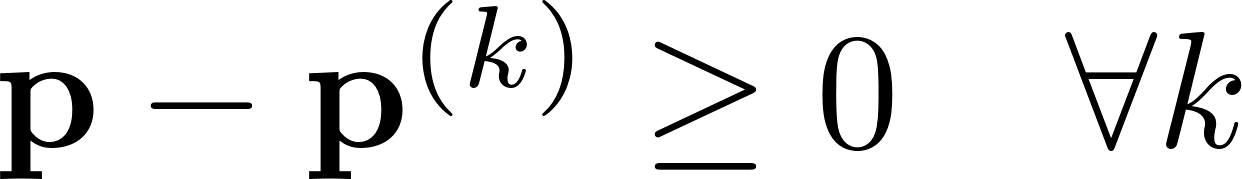 𝐩 − 𝐩⁽ᵏ⁾ ≥ 0 ∀k